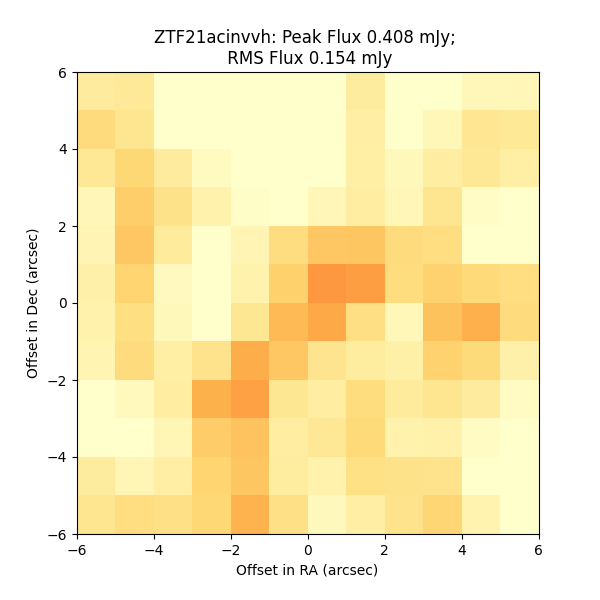 ZTF21acinvvh: Peak Flux 0.408 mJy;
RMS Flux 0.154 mJy
6
4
2
0
−2
−4
−6
Offset in Dec (arcsec)
−6 −4 −2 0 2 4 6
Offset in RA (arcsec)